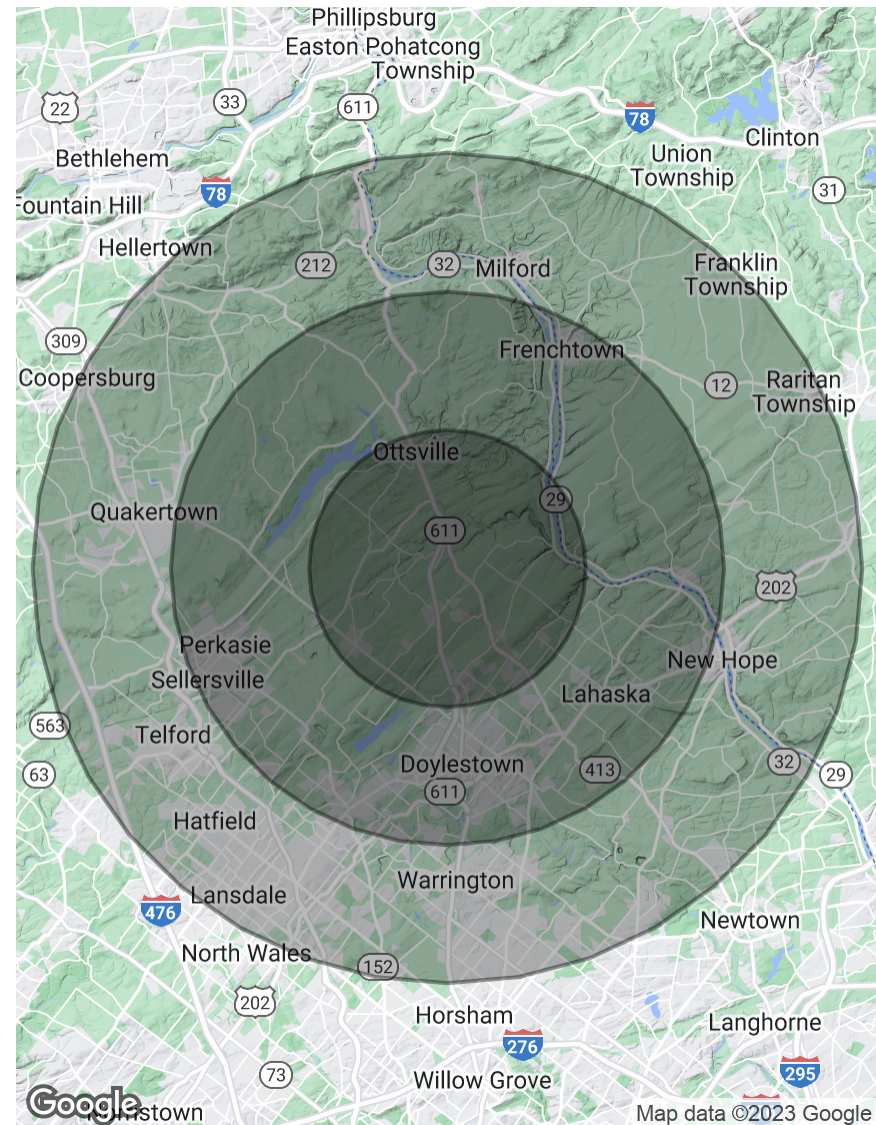 Phillipsburg
Easton Pohatcong
Township
22
33
611
78
Clinton
Bethlehem
Union
Township
78
31
Fountain Hill
Hellertown
212
32
Milford
Franklin
Township
309
Frenchtown
Coopersburg
12
Raritan
Township
Ottsville
Quakertown
29
611
202
Perkasie
New Hope
Sellersville
Lahaska
563
Telford
63
Doylestown
413
32
29
611
Hatfield
Warrington
Lansdale
476
Newtown
North Wales
152
202
Horsham
Langhorne
276
73
Willow Grove
295
Google
Map data ©2023 Google